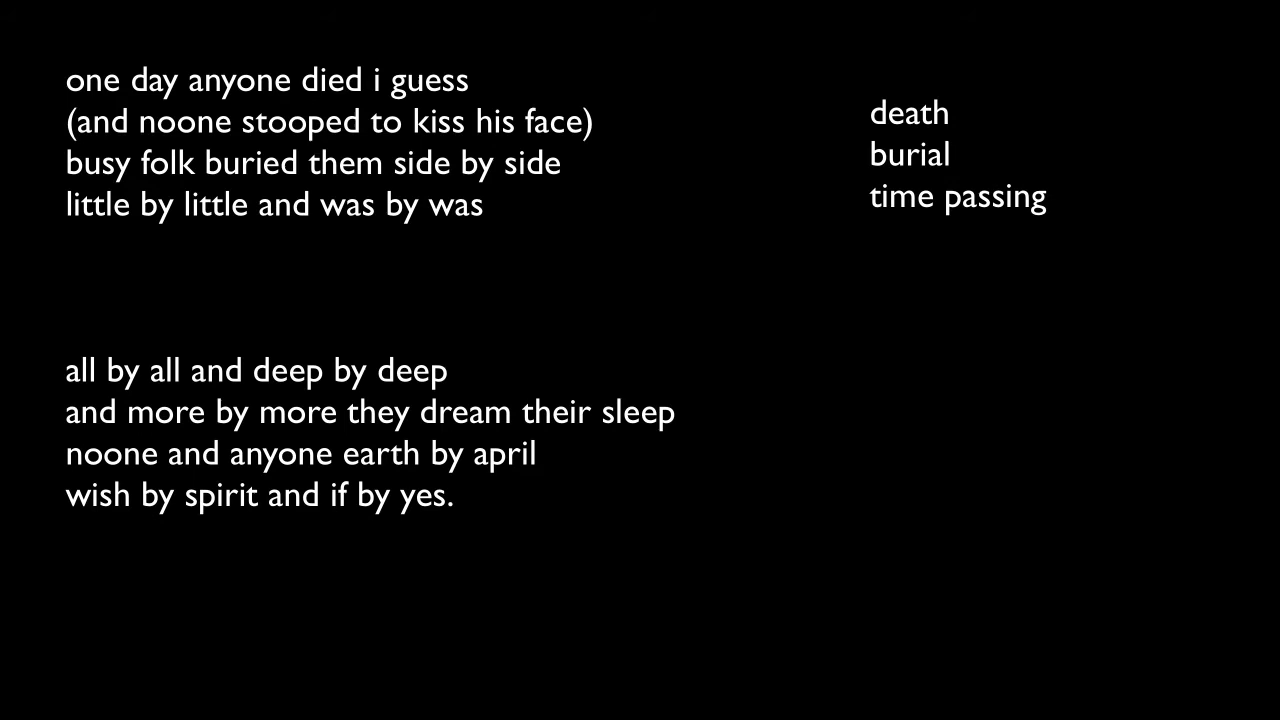 one day anyone died i guess
(and noone stooped to kiss his face)
busy folk buried them side by side
little by little and was by was
death
burial
time passing
all by all and deep by deep
and more by more they dream their sleep
noone and anyone earth by april
wish by spirit and if by yes.